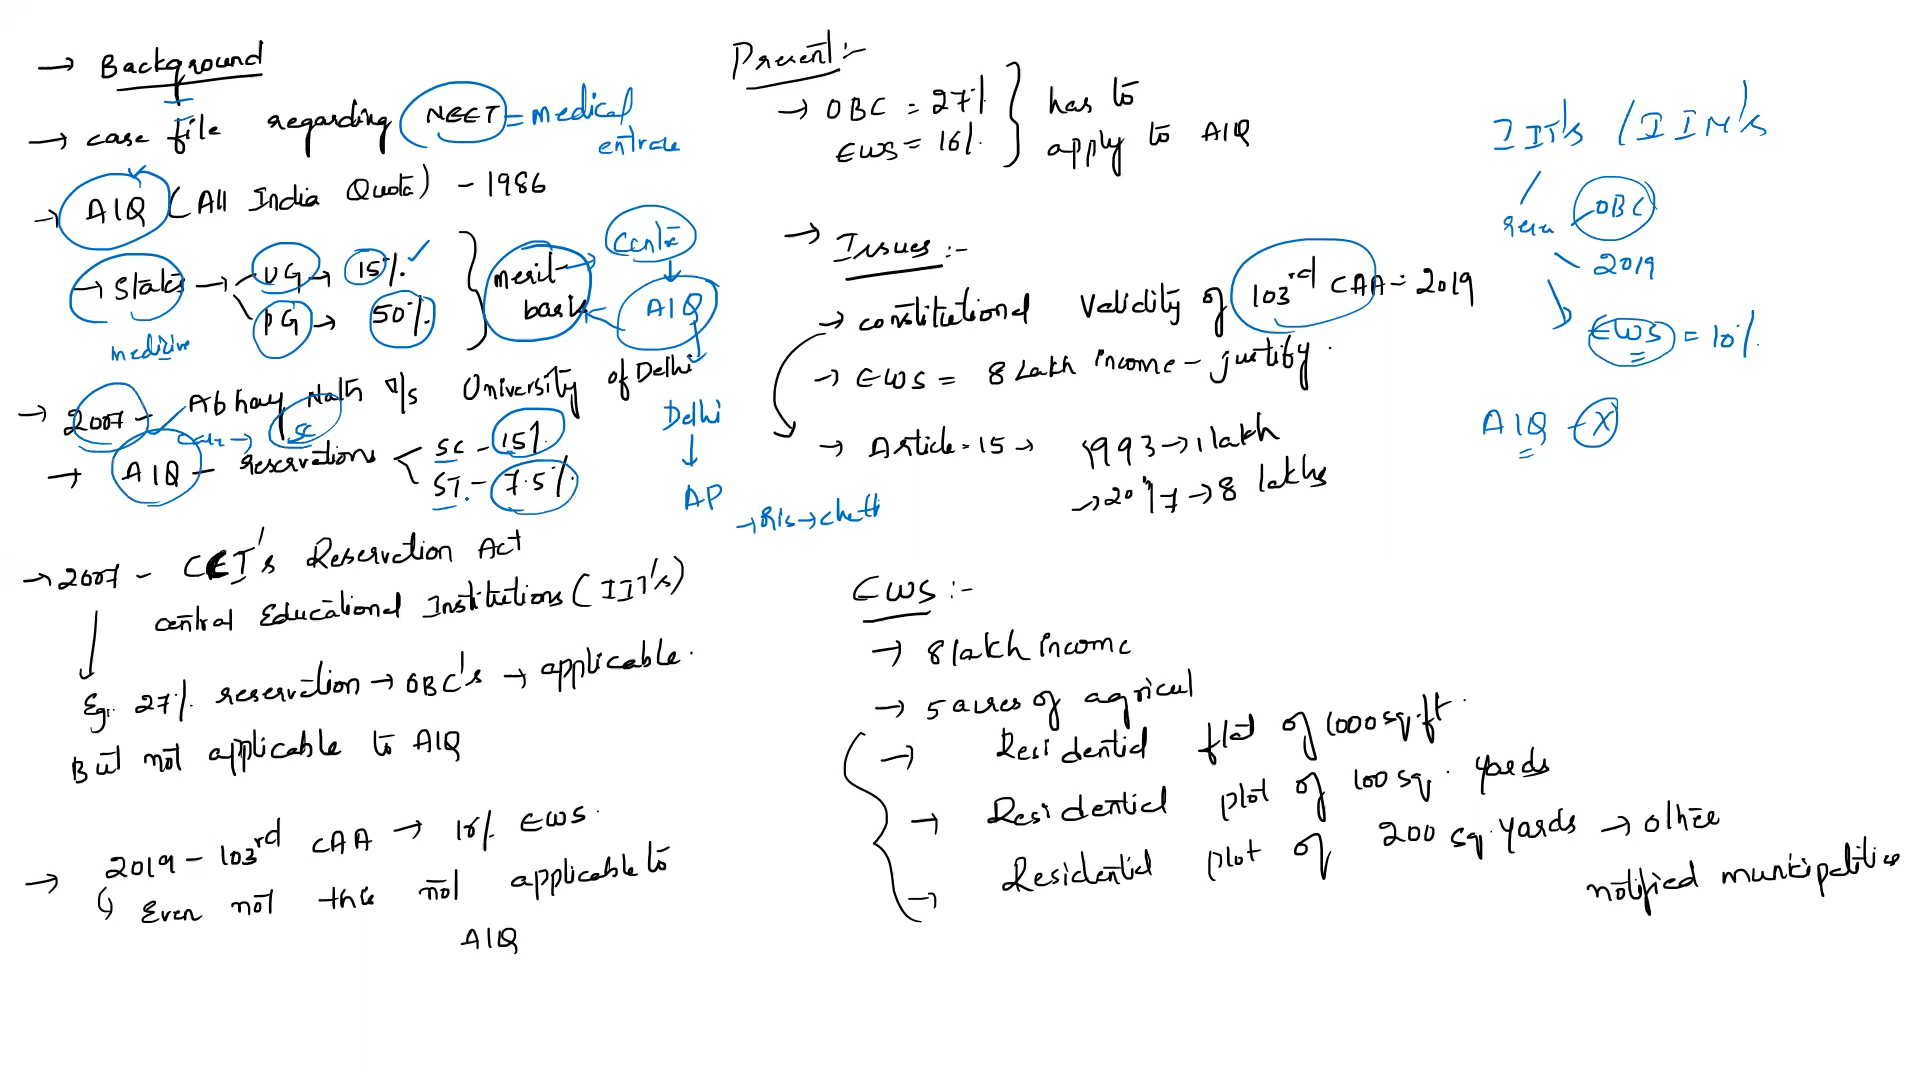 → Background
→ case file regarding NEET = medical
entrace
→ AIQ (All India Quota) - 1986
→ States → UG → 15%.
PG → 50%.
merit basis
Centre
AIQ
medicine
→ 2007 - Abhay Nath v/s University of Delhi
SC
→ AIQ - reservations < SC - 15%.
ST. - 7.5%.
Delhi
↓
AP
→ 2007 - CEI's Reservation Act
central Educational Institutions (IIT's)
Eg. 27%. reservation → OBC's → applicable.
But not applicable to AIQ
→ 2019 - 103rd CAA → 10%. EWS.
Even not this not applicable to
AIQ
Present :-
→ OBC = 27%.
EWS = 16%.
has to
apply to AIQ
→ Issues :-
→ constitutional Validity of 103rd CAA = 2019
→ EWS = 8 Lakh income - justify.
→ Article - 15 → 1993 → 1 lakh
→ 2017 → 8 lakhs
EWS :-
→ 8 lakh income
→ 5 acres of agricul
→ Residential flat of 1000 sq.ft.
→ Residential plot of 100 sq. yards
→ Residential plot of 200 sq. yards → other
notified municipalities
IIT's / IIM's
OBC
2019
EWS = 10%.
AIQ - X